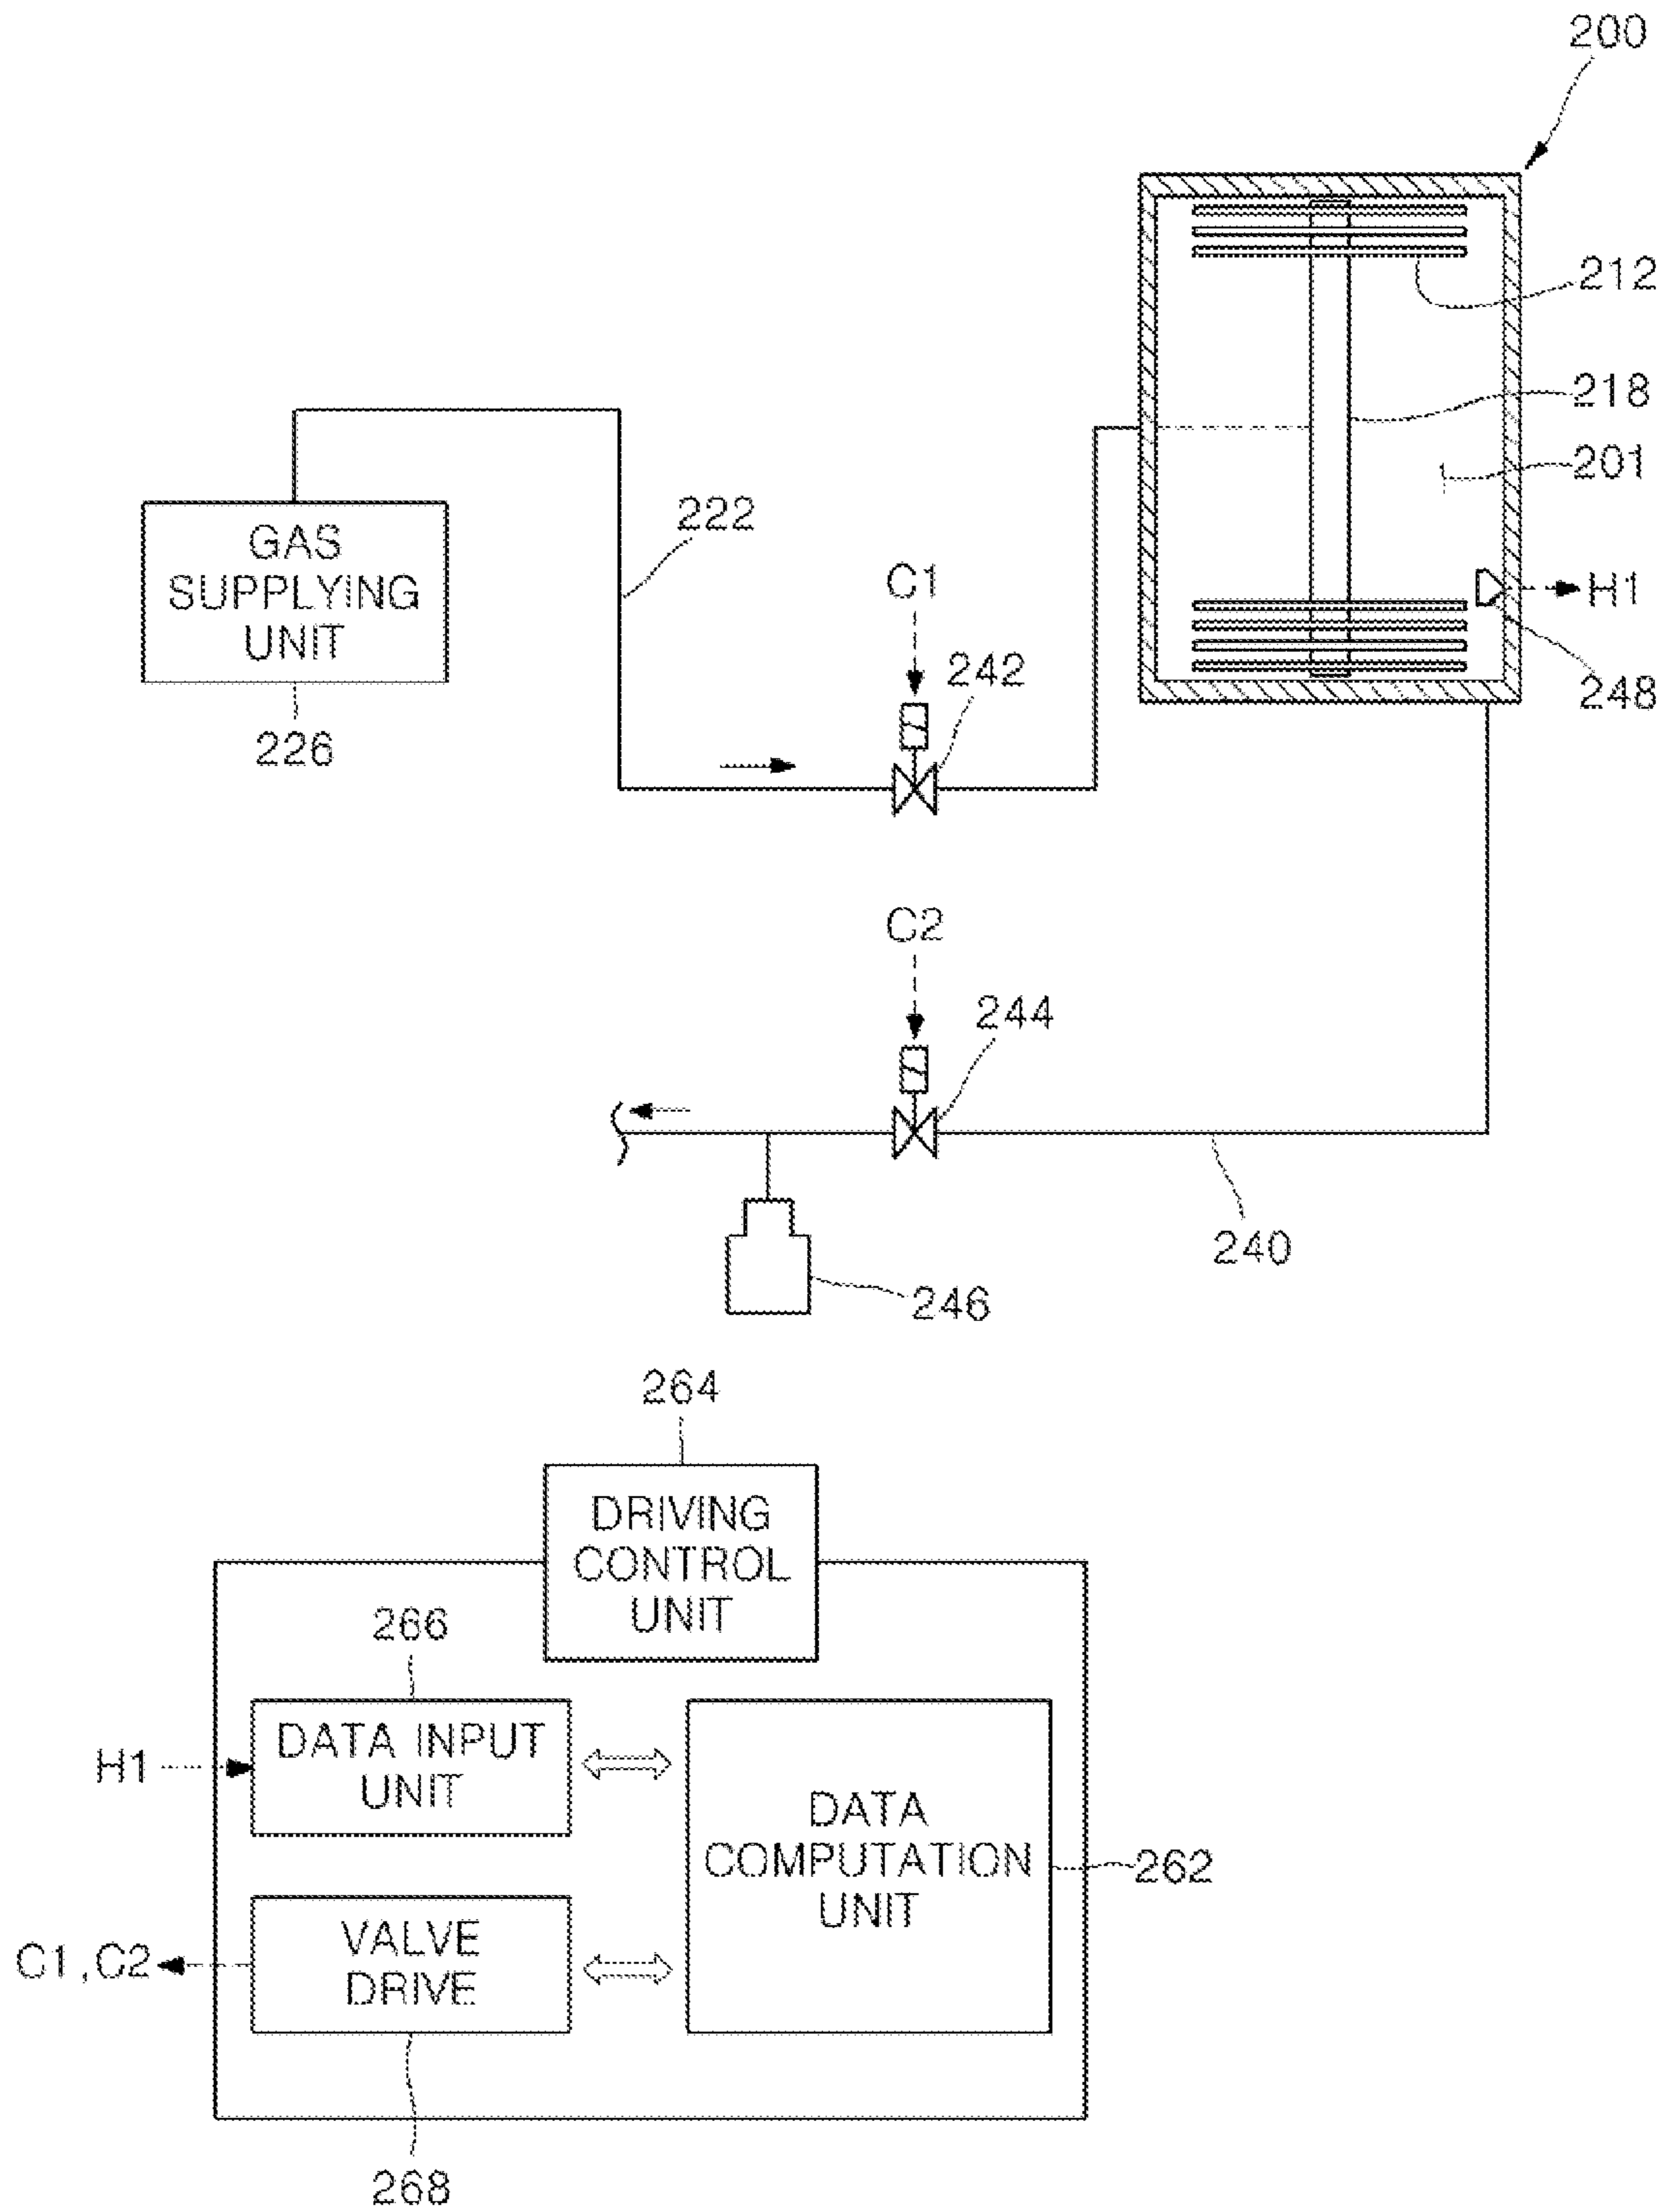 200
212
218
201
222
GAS
SUPPLYING
UNIT
C1
H1
242
248
226
C2
244
240
246
264
DRIVING
CONTROL
UNIT
266
DATA INPUT
UNIT
H1
DATA
COMPUTATION
UNIT
262
VALVE
DRIVE
C1,C2
268